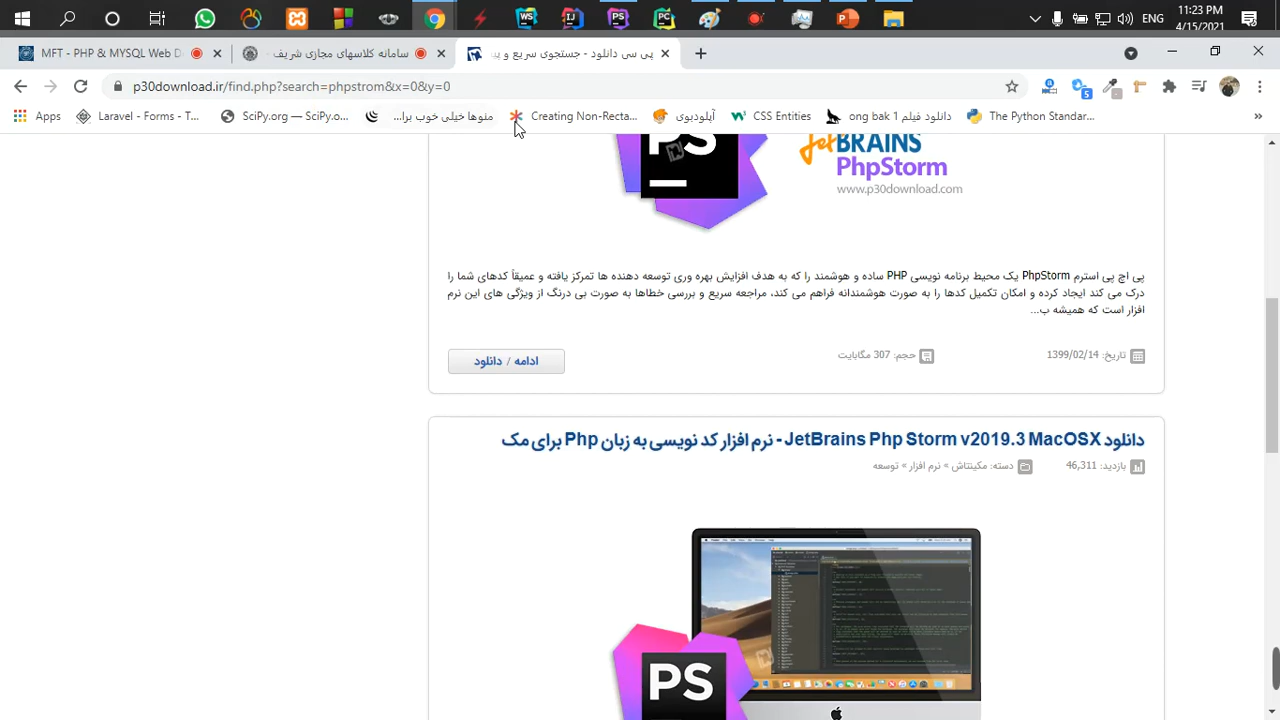 11:23 PM
MFT - PHP & MYSQL Web D
سامانه کلاسهای مجازی شریف -
پی سی دانلود - جستجوی سریع و پی
p30download.ir/find.php?search=phpstrom&x=0&y=0
5
Apps
Laravel - Forms - T...
SciPy.org — SciPy.o...
منوها خیلی خوب برا...
Creating Non-Recta...
آپلودبوی
CSS Entities
دانلود فیلم ong bak 1
The Python Standar...
»
PS
JETBRAINS
PhpStorm
www.p30download.com
پی اچ پی استرم PhpStorm یک محیط برنامه نویسی PHP ساده و هوشمند را که به هدف افزایش بهره وری توسعه دهنده ها تمرکز یافته و عمیقاً کدهای شما را
درک می کند ایجاد کرده و امکان تکمیل کدها را به صورت هوشمندانه فراهم می کند، مراجعه سریع و بررسی خطاها به صورت بی درنگ از ویژگی های این نرم
افزار است که همیشه ب...
تاریخ: 1399/02/14
حجم: 307 مگابایت
ادامه / دانلود
دانلود JetBrains Php Storm v2019.3 MacOSX - نرم افزار کد نویسی به زبان Php برای مک
بازدید: 46,311
دسته: مکینتاش » نرم افزار » توسعه
PS